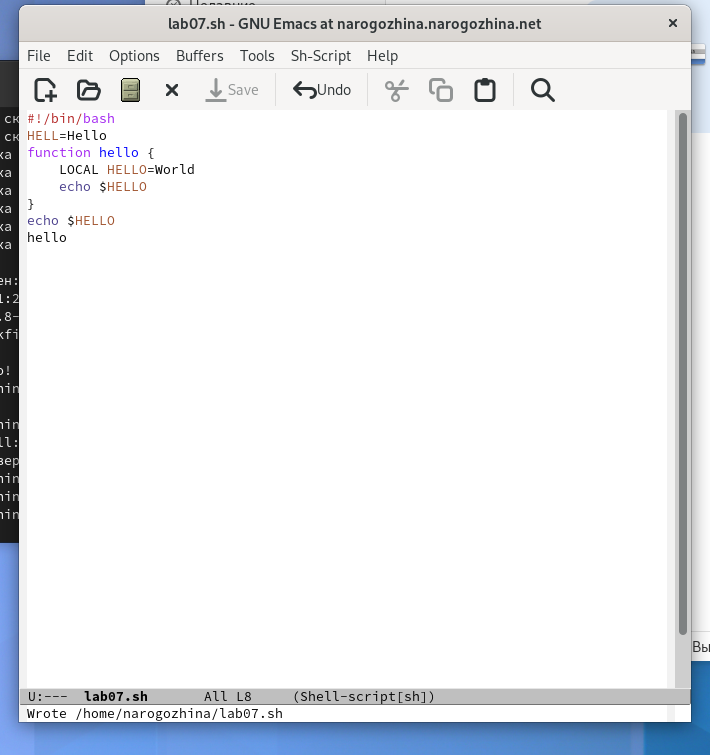 lab07.sh - GNU Emacs at narogozhina.narogozhina.net
File Edit Options Buffers Tools Sh-Script Help
Save Undo
#!/bin/bash
HELL=Hello
function hello {
    LOCAL HELLO=World
    echo $HELLO
}
echo $HELLO
hello
U:--- lab07.sh All L8 (Shell-script[sh])
Wrote /home/narogozhina/lab07.sh